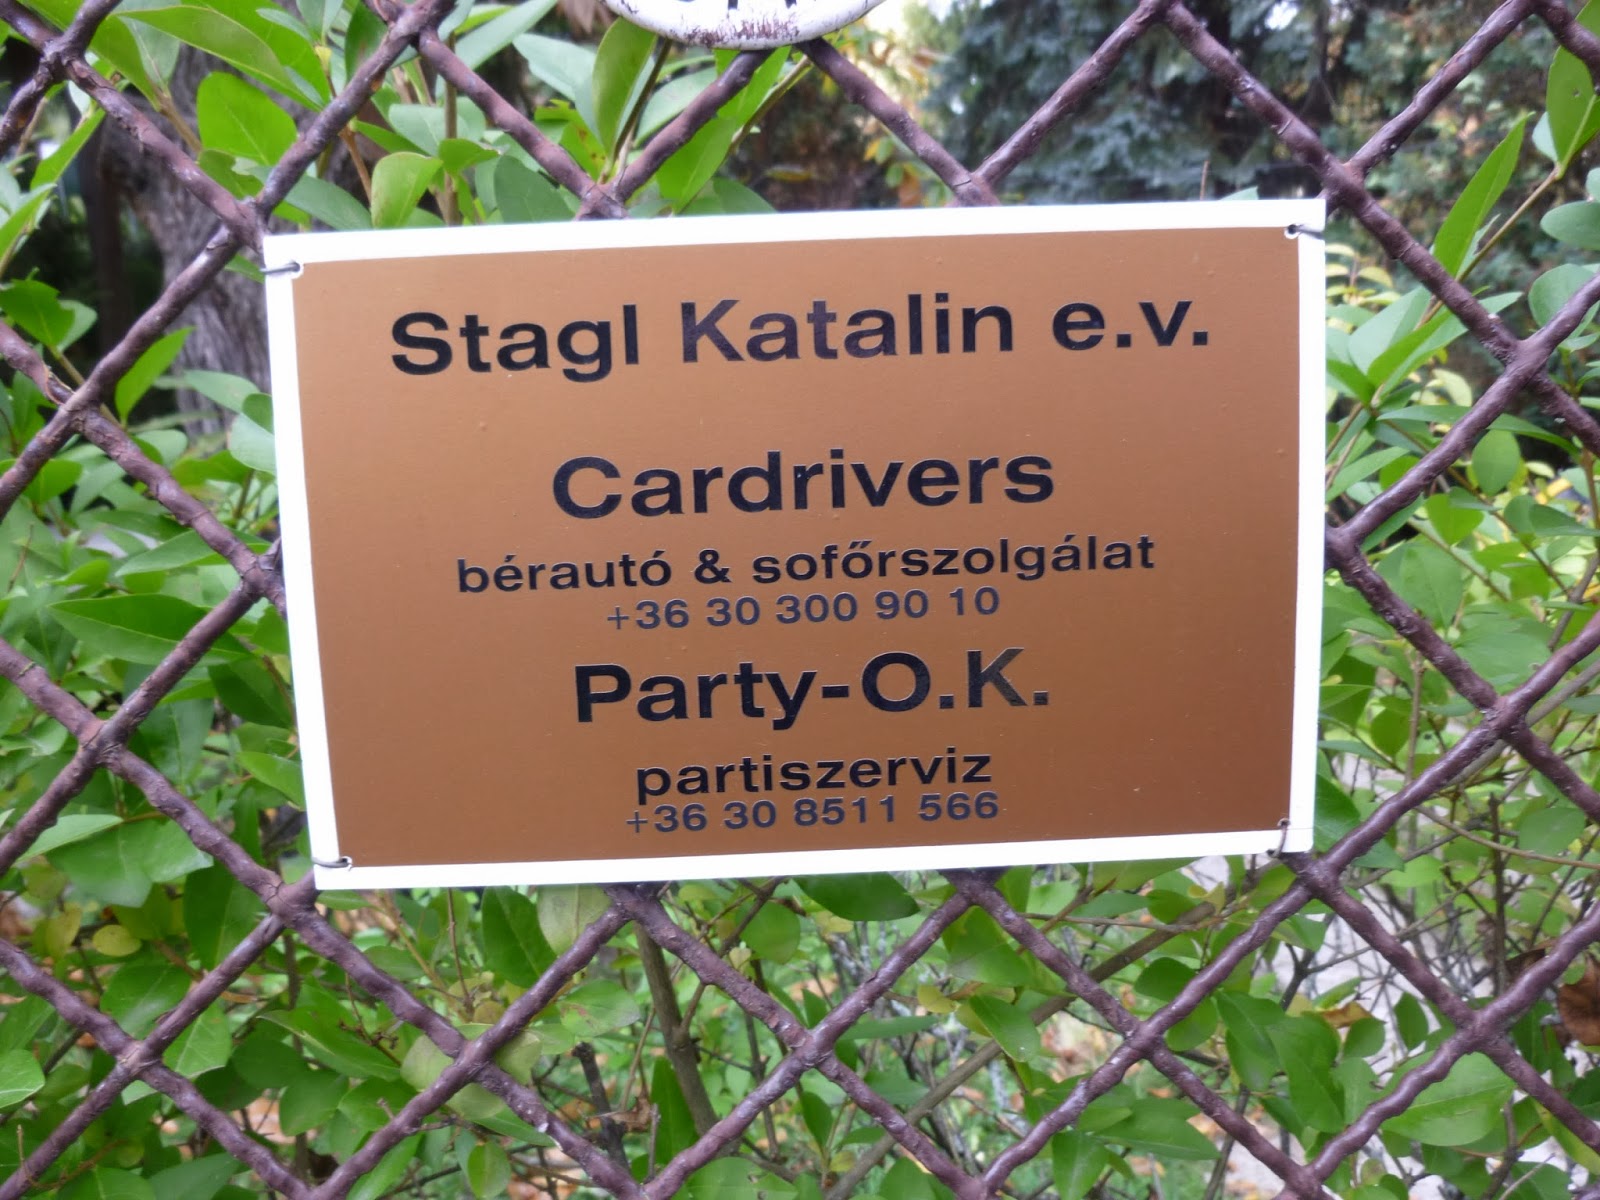 Stagl Katalin e.v.
Cardrivers
bérautó & sofőrszolgálat
+36 30 300 90 10
Party-O.K.
partiszerviz
+36 30 8511 566